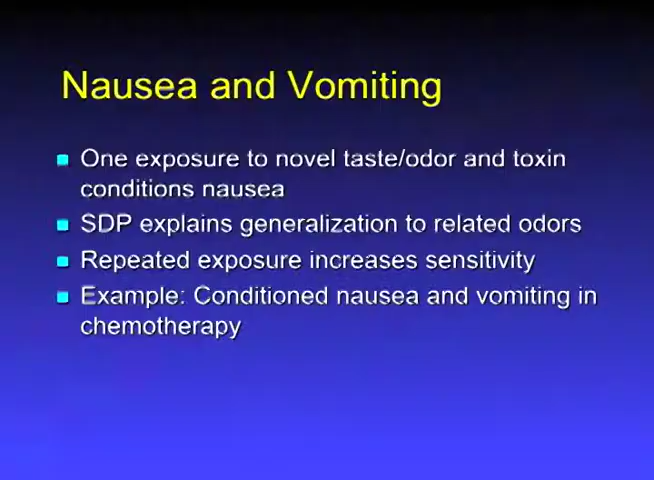 Nausea and Vomiting
One exposure to novel taste/odor and toxin
conditions nausea
SDP explains generalization to related odors
Repeated exposure increases sensitivity
Example: Conditioned nausea and vomiting in
chemotherapy